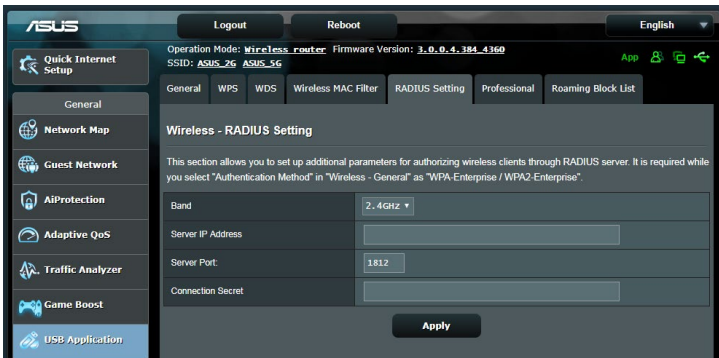 ASUS
Logout
Reboot
English
Quick Internet
Setup
Operation Mode: Wireless router Firmware Version: 3.0.0.4.384_4360
SSID: ASUS_2G ASUS_5G
App
General WPS WDS Wireless MAC Filter RADIUS Setting Professional Roaming Block List
General
Network Map
Guest Network
AiProtection
Adaptive QoS
Traffic Analyzer
Game Boost
USB Application
Wireless - RADIUS Setting
This section allows you to set up additional parameters for authorizing wireless clients through RADIUS server. It is required while
you select "Authentication Method" in "Wireless - General" as "WPA-Enterprise / WPA2-Enterprise".
Band 2.4GHz
Server IP Address
Server Port: 1812
Connection Secret
Apply